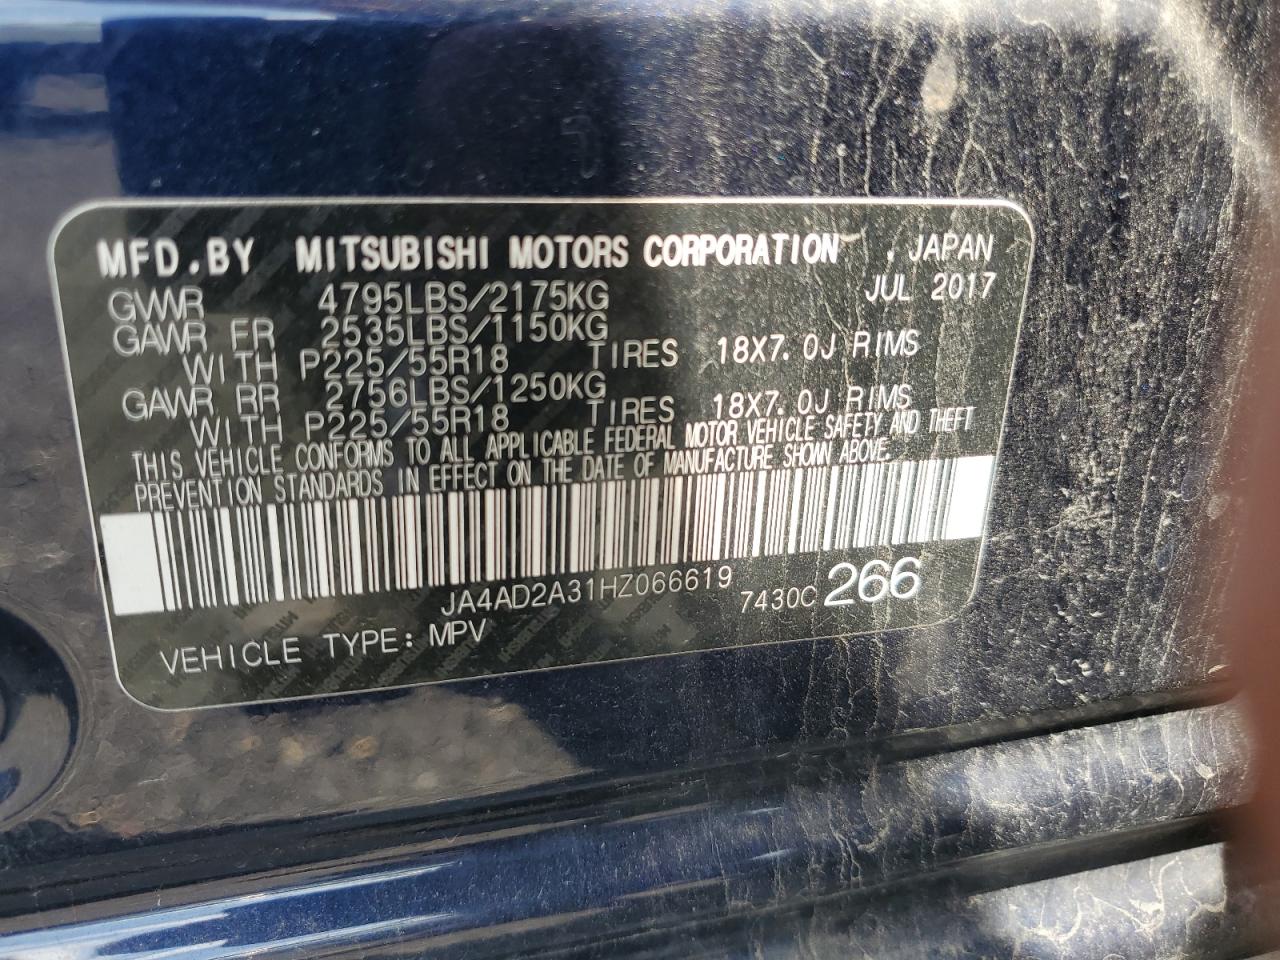 MFD.BY MITSUBISHI MOTORS CORPORATION , JAPAN
GVWR 4795LBS/2175KG JUL 2017
GAWR FR 2535LBS/1150KG
WITH P225/55R18 TIRES 18X7.0J RIMS
GAWR RR 2756LBS/1250KG
WITH P225/55R18 TIRES 18X7.0J RIMS
THIS VEHICLE CONFORMS TO ALL APPLICABLE FEDERAL MOTOR VEHICLE SAFETY AND THEFT
PREVENTION STANDARDS IN EFFECT ON THE DATE OF MANUFACTURE SHOWN ABOVE.
JA4AD2A31HZ066619 7430C 266
VEHICLE TYPE: MPV